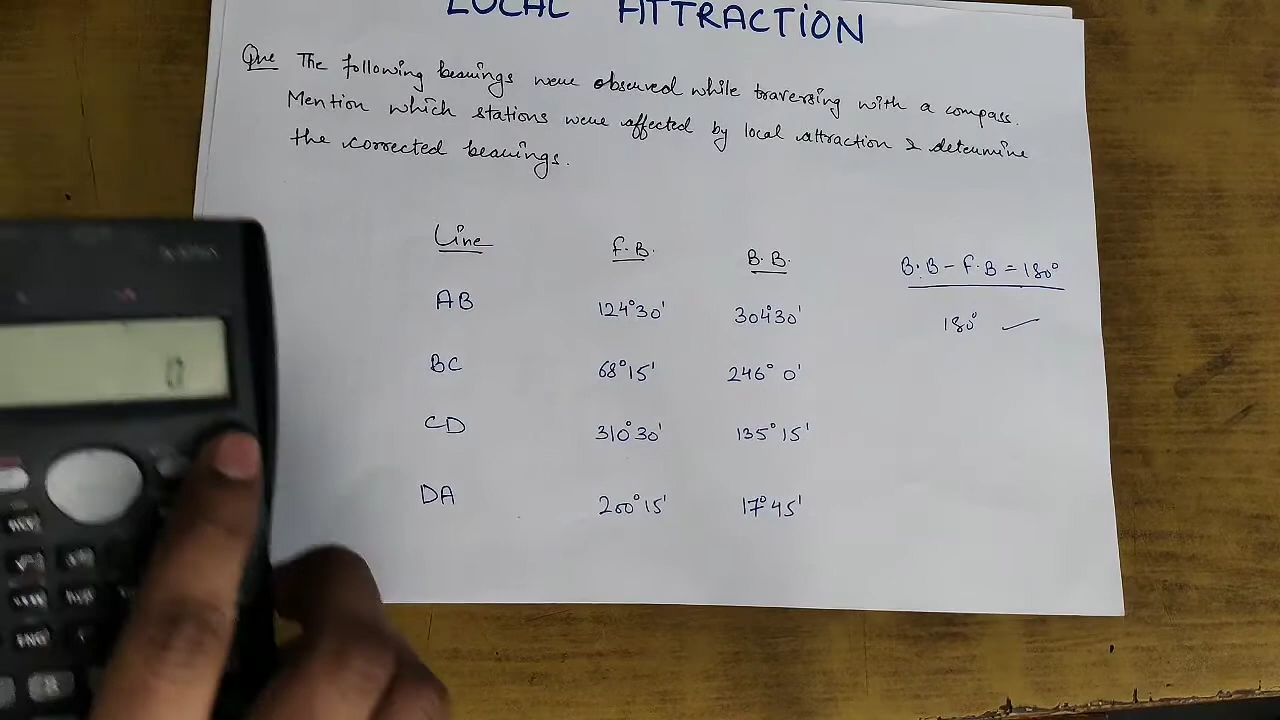 LOCAL ATTRACTION
Que The following bearings were observed while traversing with a compass.
Mention which stations were affected by local attraction & determine
the corrected bearings.
Line F.B. B.B. B.B - F.B = 180°
AB 124°30' 304°30' 180° ✓
BC 68°15' 246° 0'
CD 310°30' 135°15'
DA 200°15' 17°45'
0
ENG